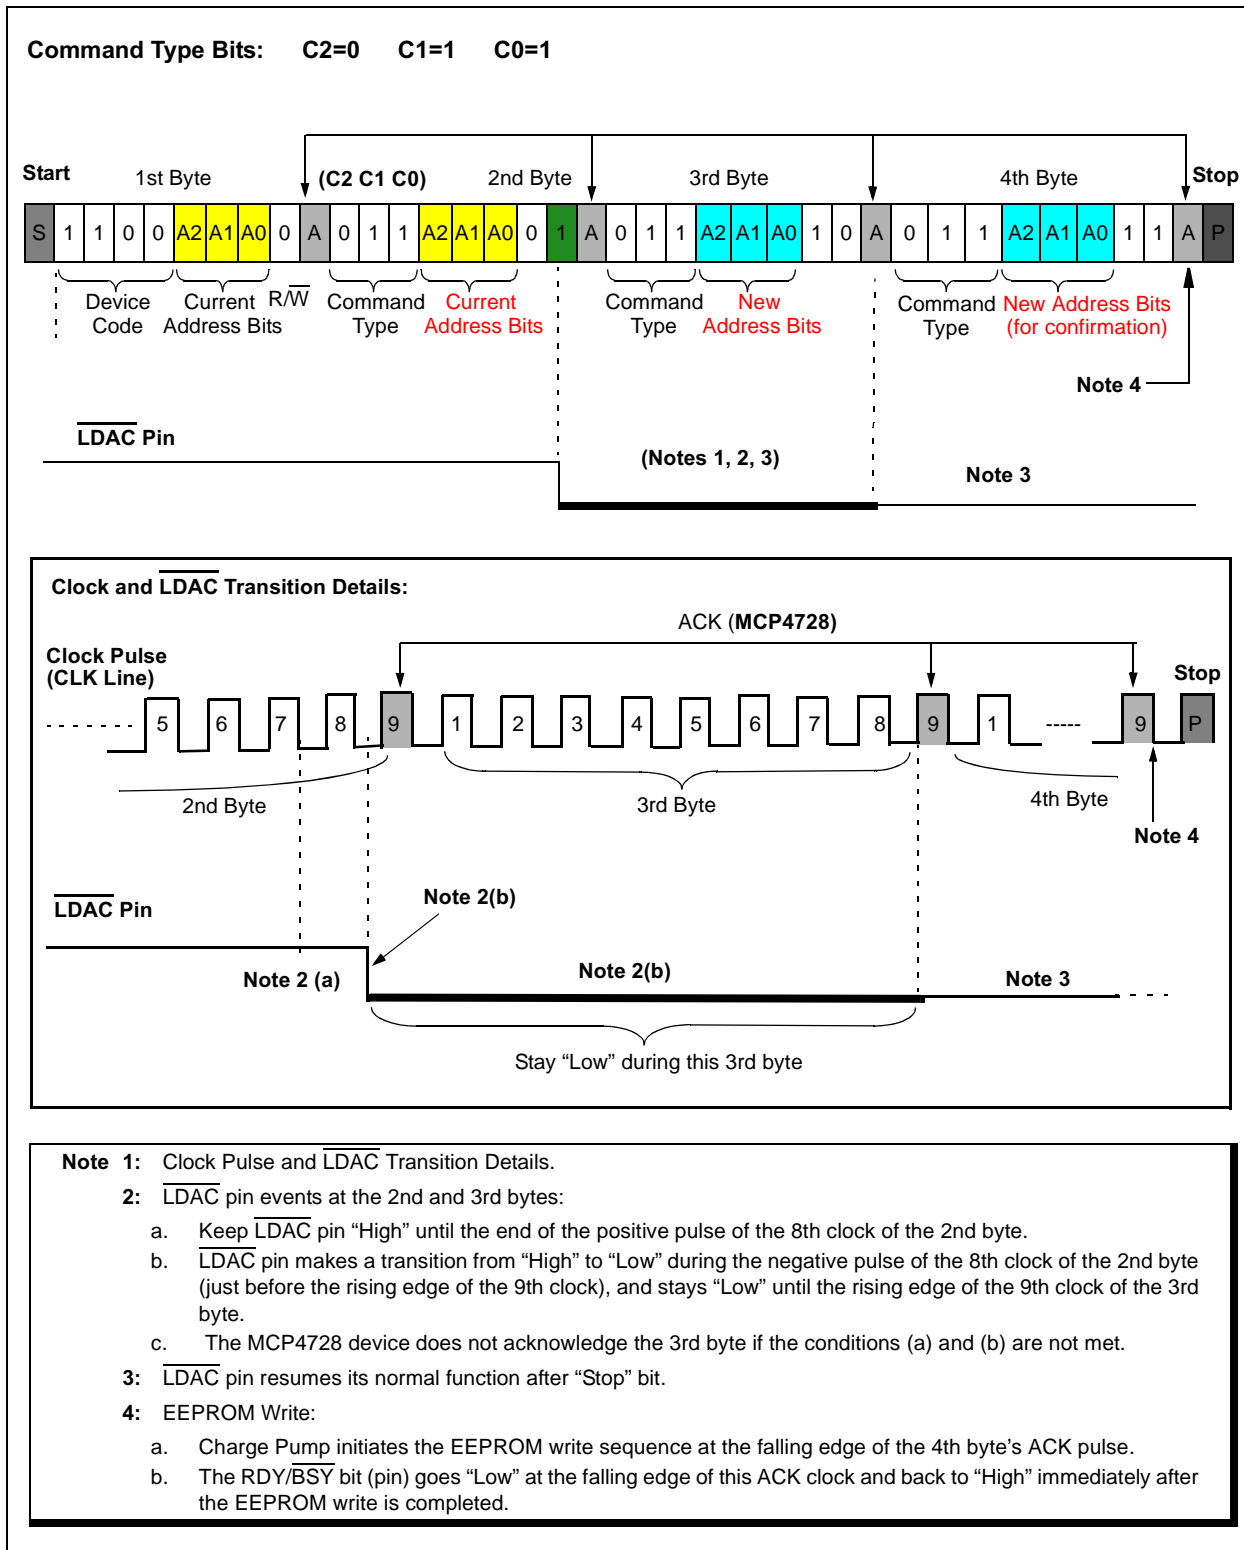 Command Type Bits: C2=0 C1=1 C0=1
Start 1st Byte (C2 C1 C0) 2nd Byte 3rd Byte 4th Byte Stop
S 1 1 0 0 A2 A1 A0 0 A 0 1 1 A2 A1 A0 0 1 A 0 1 1 A2 A1 A0 1 0 A 0 1 1 A2 A1 A0 1 1 A P
Device Code
Current Address Bits
R/W
Command Type
Current Address Bits
Command Type
New Address Bits
Command Type
New Address Bits (for confirmation)
Note 4
LDAC Pin
(Notes 1, 2, 3)
Note 3
Clock and LDAC Transition Details:
ACK (MCP4728)
Clock Pulse
(CLK Line)
Stop
5 6 7 8 9 1 2 3 4 5 6 7 8 9 1 ----- 9 P
2nd Byte 3rd Byte 4th Byte
Note 4
Note 2(b)
LDAC Pin
Note 2 (a) Note 2(b) Note 3
Stay “Low” during this 3rd byte
Note 1: Clock Pulse and LDAC Transition Details.
2: LDAC pin events at the 2nd and 3rd bytes:
a. Keep LDAC pin “High” until the end of the positive pulse of the 8th clock of the 2nd byte.
b. LDAC pin makes a transition from “High” to “Low” during the negative pulse of the 8th clock of the 2nd byte
(just before the rising edge of the 9th clock), and stays “Low” until the rising edge of the 9th clock of the 3rd
byte.
c. The MCP4728 device does not acknowledge the 3rd byte if the conditions (a) and (b) are not met.
3: LDAC pin resumes its normal function after “Stop” bit.
4: EEPROM Write:
a. Charge Pump initiates the EEPROM write sequence at the falling edge of the 4th byte’s ACK pulse.
b. The RDY/BSY bit (pin) goes “Low” at the falling edge of this ACK clock and back to “High” immediately after
the EEPROM write is completed.